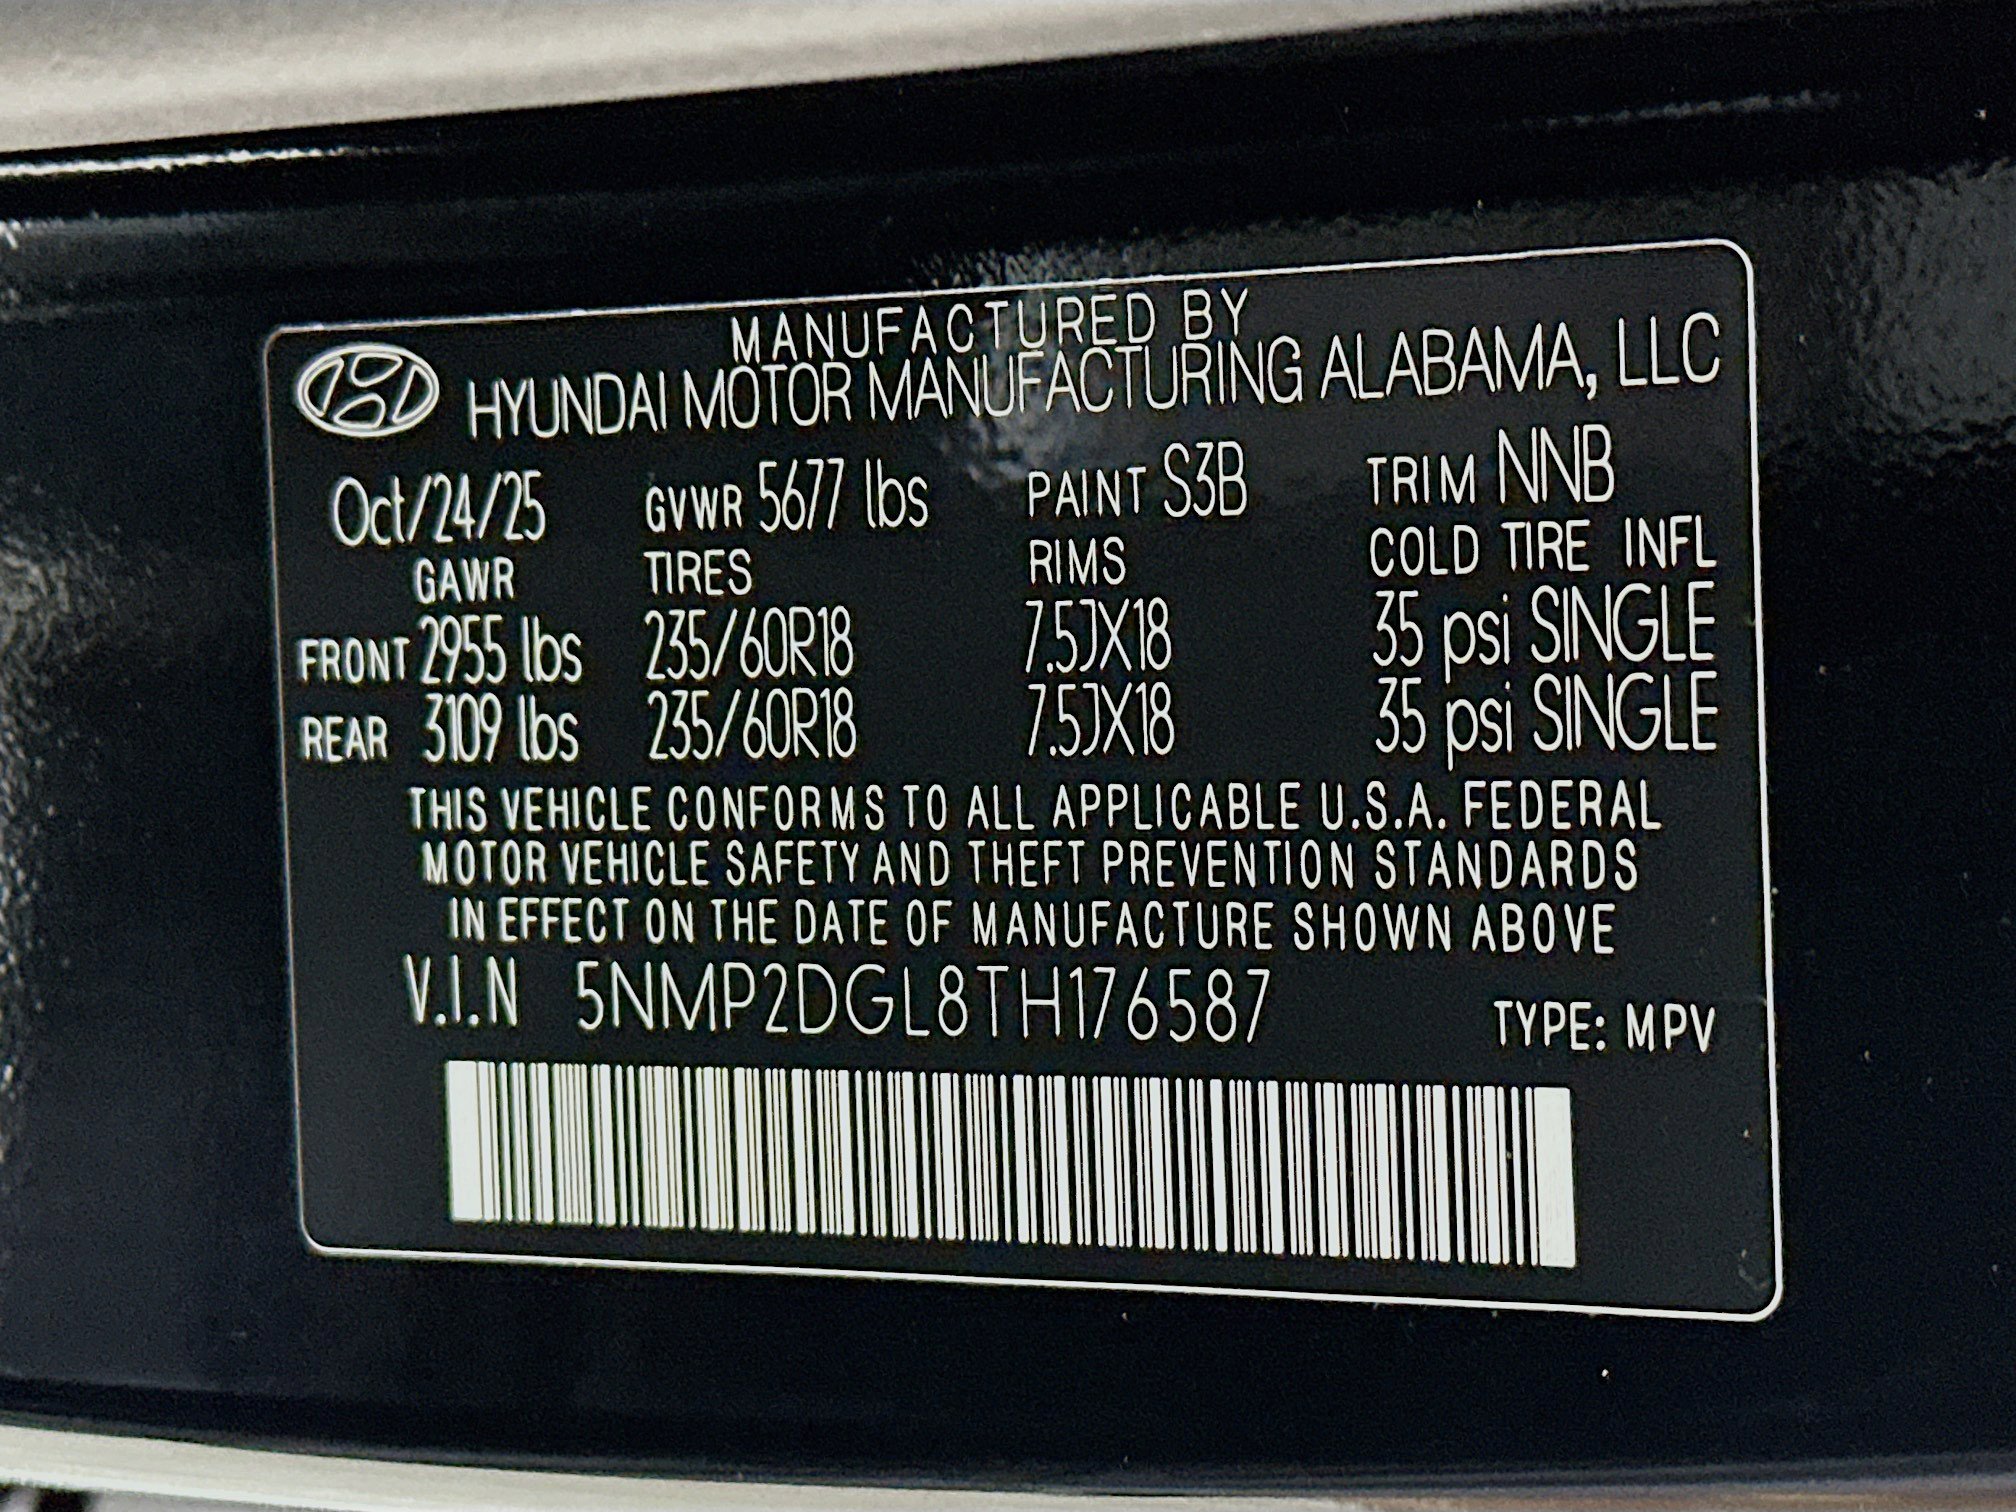 MANUFACTURED BY
HYUNDAI MOTOR MANUFACTURING ALABAMA, LLC
Oct/24/25 GVWR 5677 lbs PAINT S3B TRIM NNB
GAWR TIRES RIMS COLD TIRE INFL
FRONT 2955 lbs 235/60R18 7.5JX18 35 psi SINGLE
REAR 3109 lbs 235/60R18 7.5JX18 35 psi SINGLE
THIS VEHICLE CONFORMS TO ALL APPLICABLE U.S.A. FEDERAL
MOTOR VEHICLE SAFETY AND THEFT PREVENTION STANDARDS
IN EFFECT ON THE DATE OF MANUFACTURE SHOWN ABOVE
V.I.N 5NMP2DGL8TH176587 TYPE: MPV